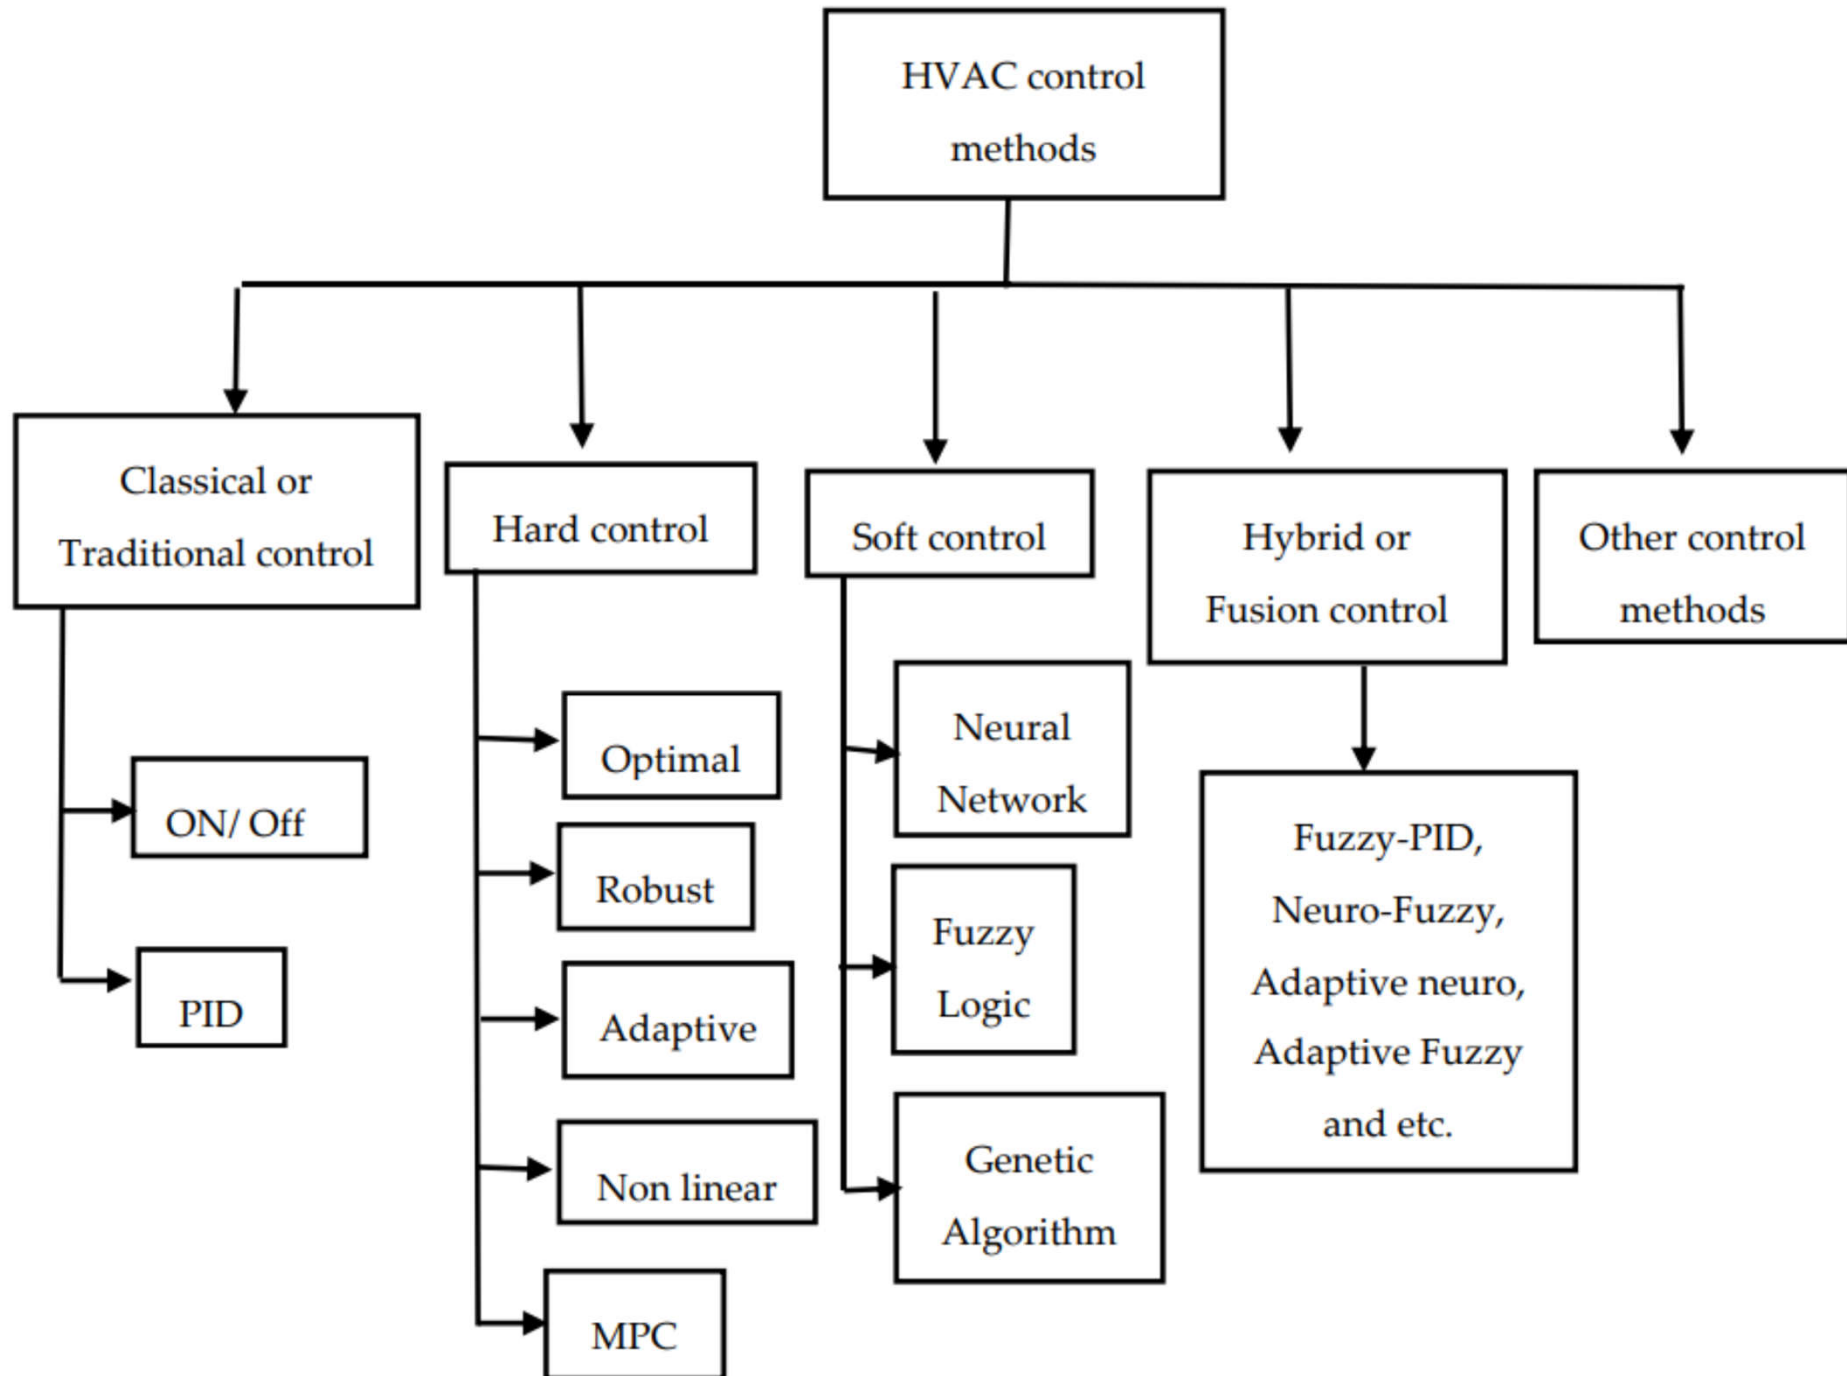 HVAC control
methods
Classical or
Traditional control
Hard control
Soft control
Hybrid or
Fusion control
Other control
methods
ON/ Off
PID
Optimal
Robust
Adaptive
Non linear
MPC
Neural
Network
Fuzzy
Logic
Genetic
Algorithm
Fuzzy-PID,
Neuro-Fuzzy,
Adaptive neuro,
Adaptive Fuzzy
and etc.